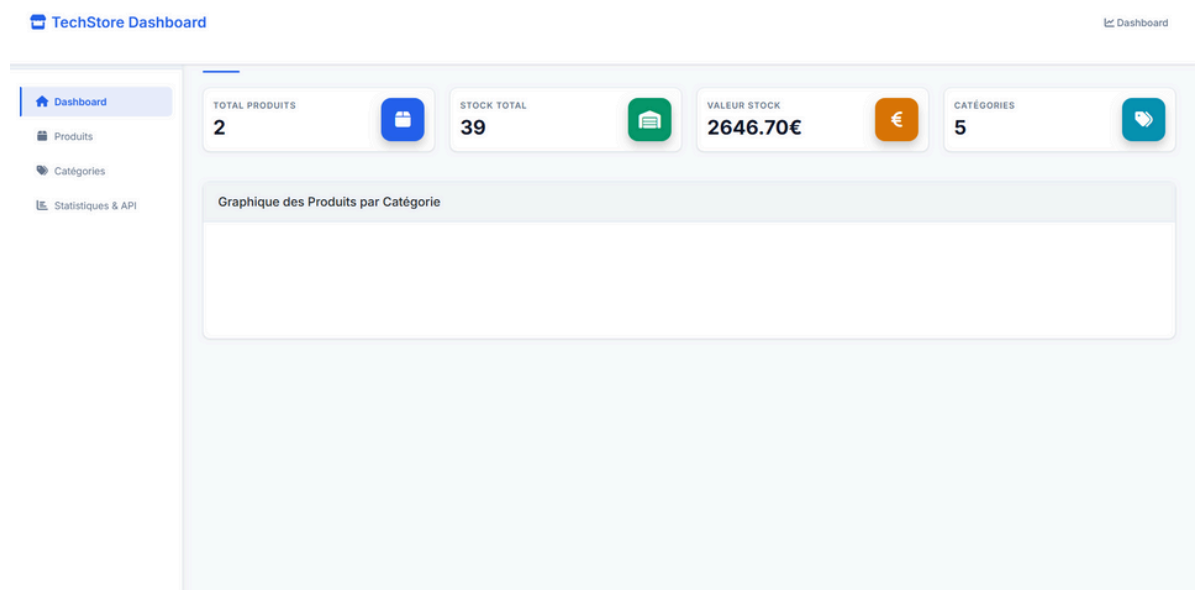 TechStore Dashboard
Dashboard
Dashboard
Produits
Catégories
Statistiques & API
TOTAL PRODUITS
2
STOCK TOTAL
39
VALEUR STOCK
2646.70€
€
CATÉGORIES
5
Graphique des Produits par Catégorie